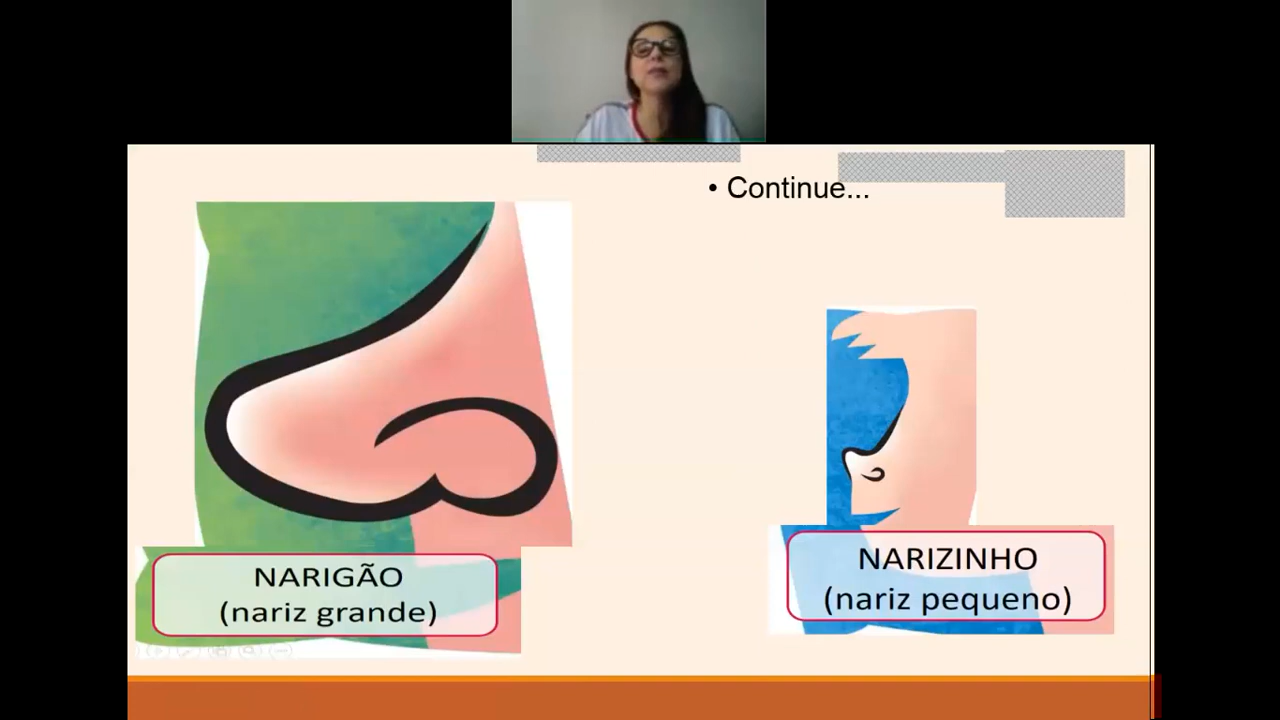 • Continue...
NARIGÃO
(nariz grande)
NARIZINHO
(nariz pequeno)